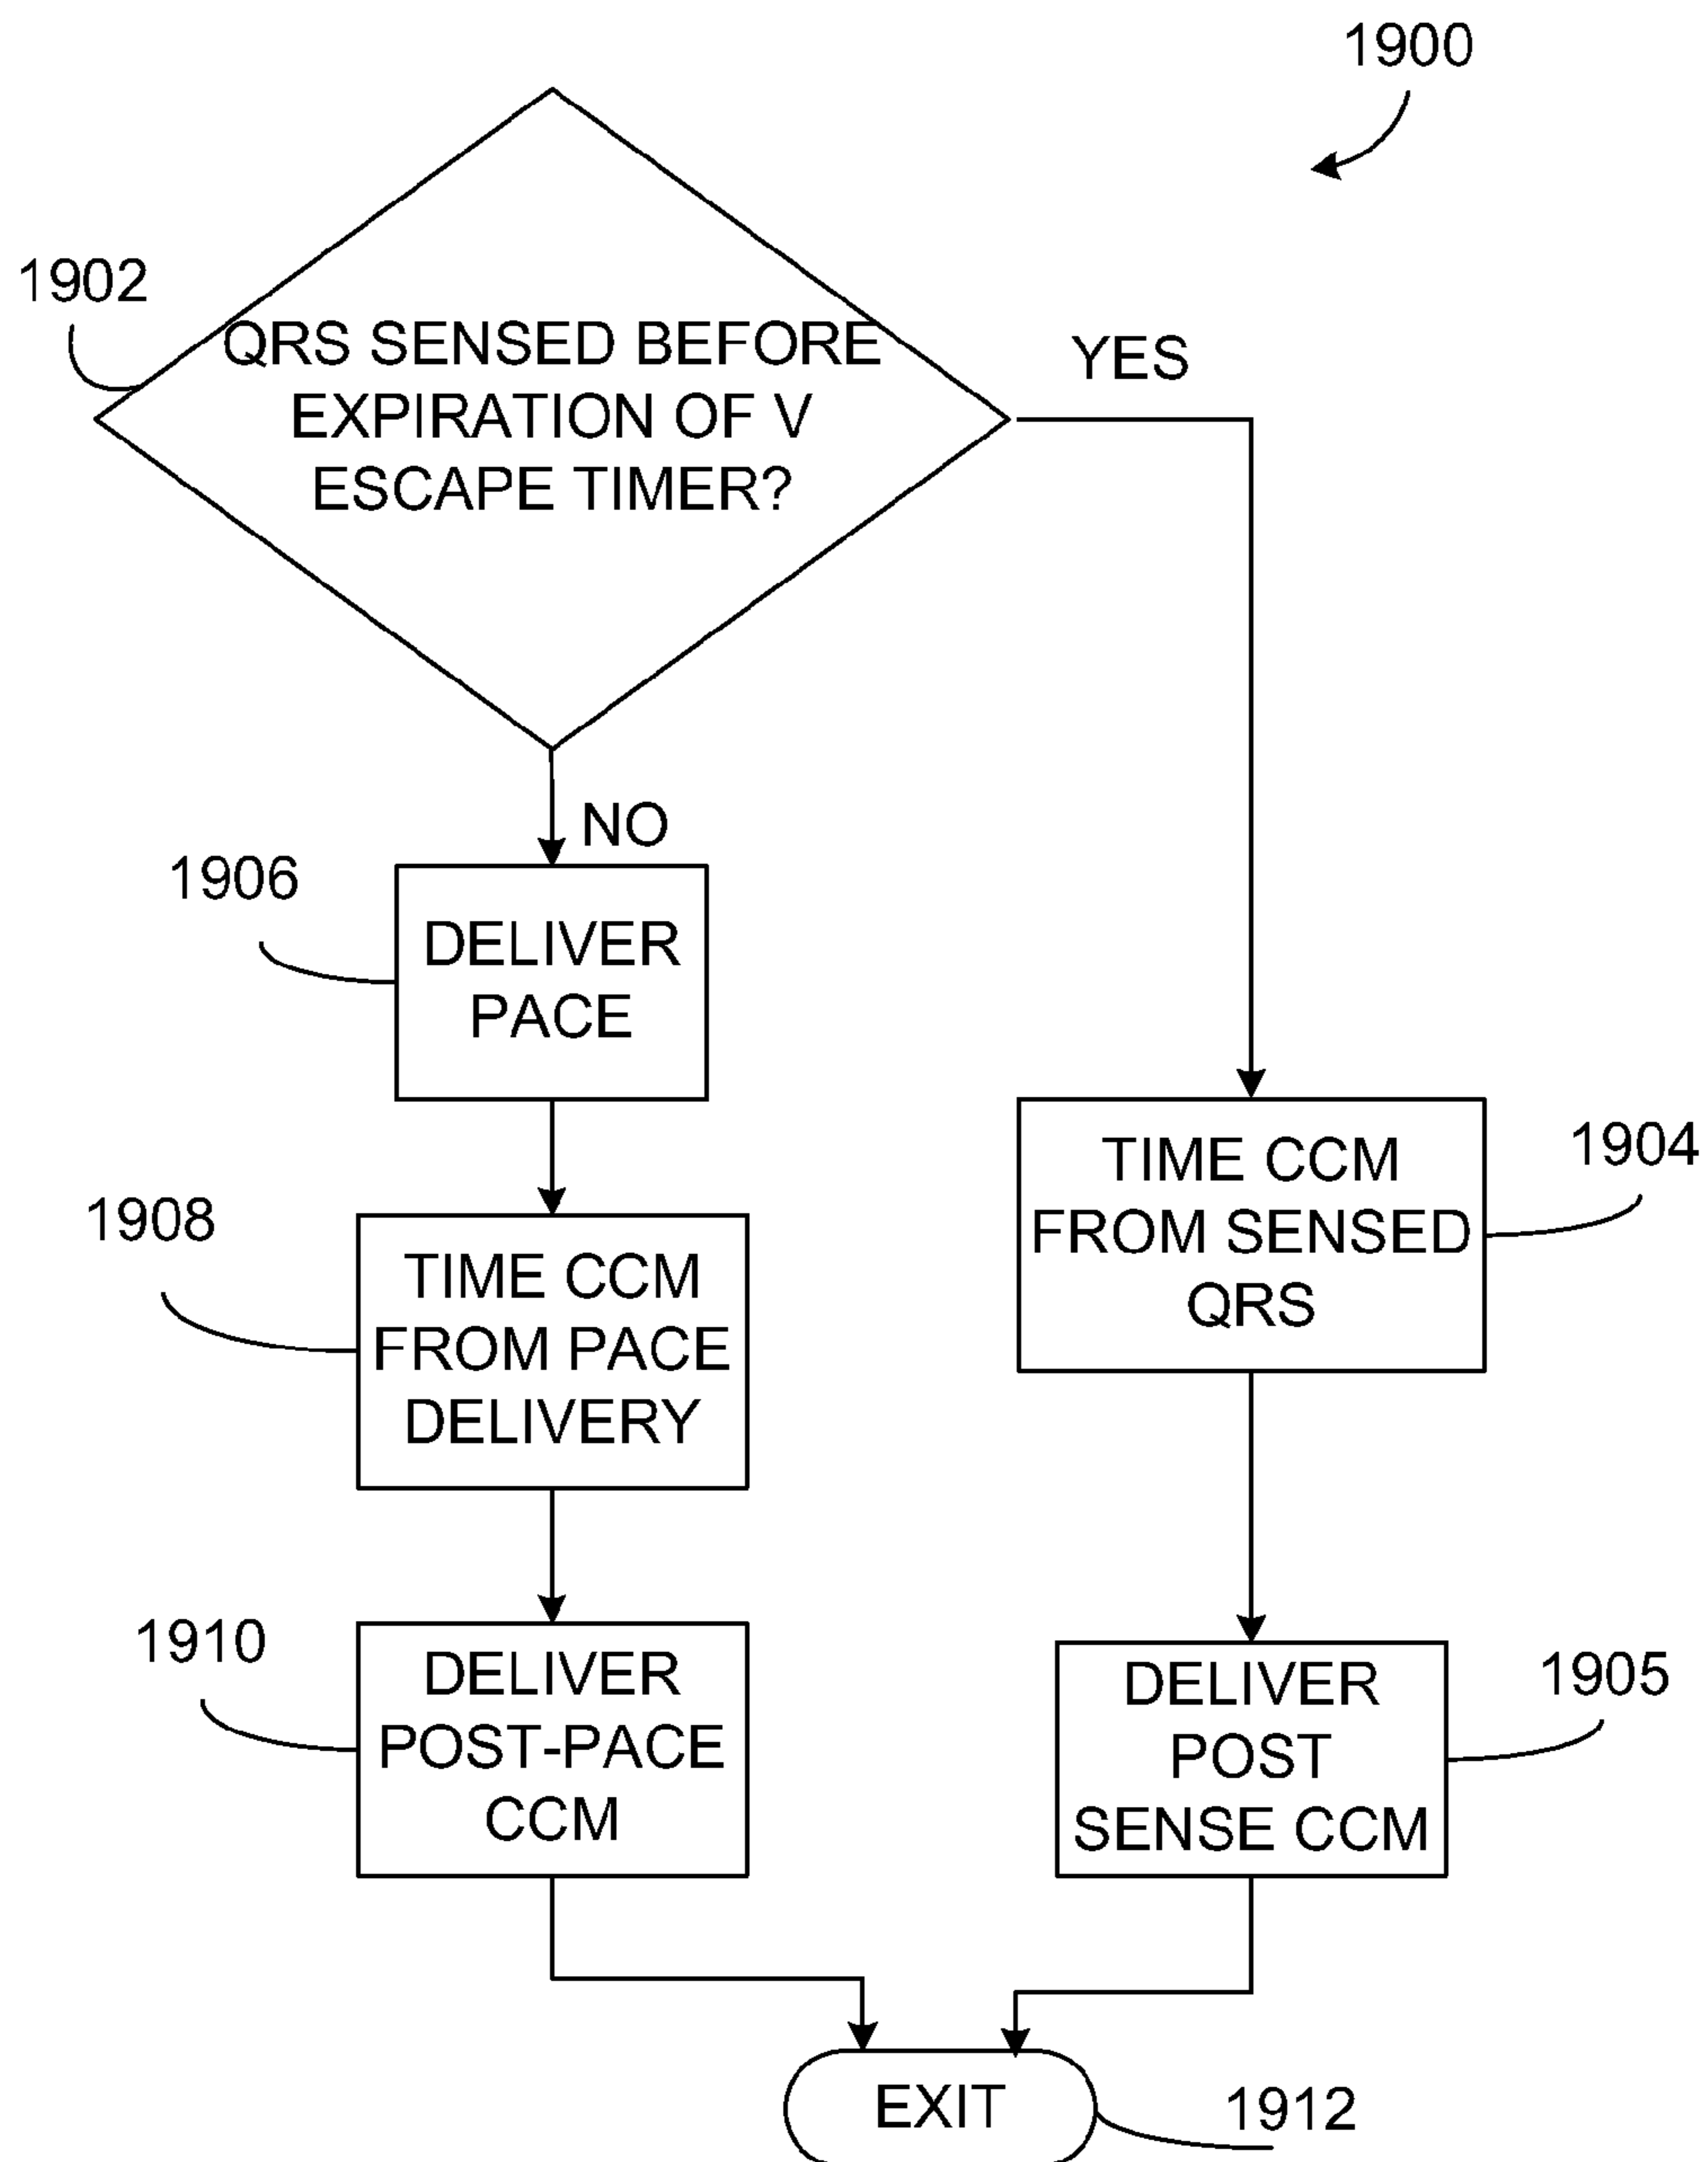 1900
1902
QRS SENSED BEFORE
EXPIRATION OF V
ESCAPE TIMER?
YES
NO
1906
DELIVER
PACE
1904
TIME CCM
FROM SENSED
QRS
1908
TIME CCM
FROM PACE
DELIVERY
1910
DELIVER
POST-PACE
CCM
1905
DELIVER
POST
SENSE CCM
EXIT
1912